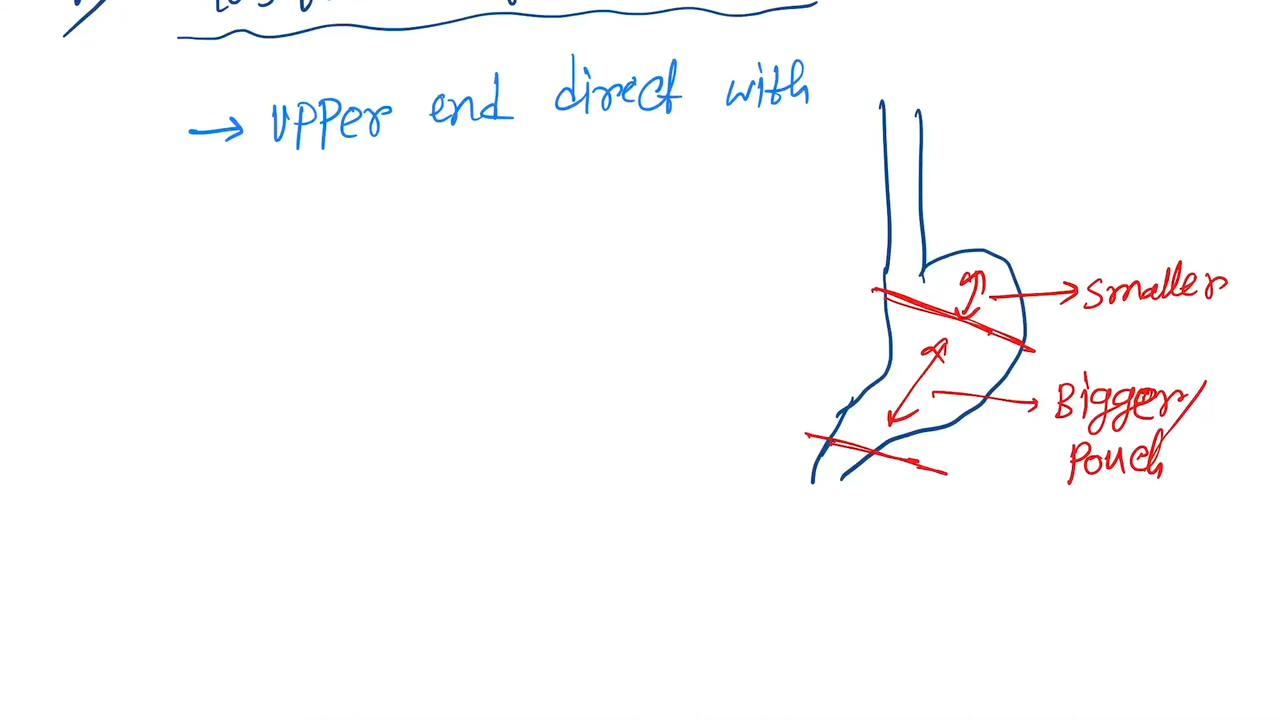 → Upper end direct with
Smaller
Bigger/
Pouch